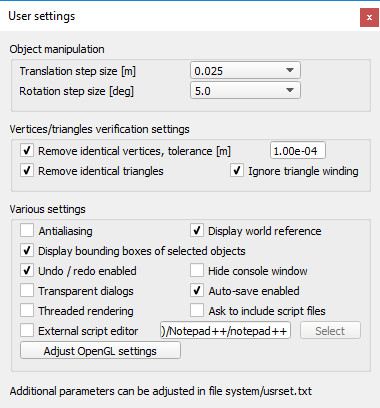 User settings
x
Object manipulation
Translation step size [m] 0.025
Rotation step size [deg] 5.0
Vertices/triangles verification settings
Remove identical vertices, tolerance [m] 1.00e-04
Remove identical triangles Ignore triangle winding
Various settings
Antialiasing Display world reference
Display bounding boxes of selected objects
Undo / redo enabled Hide console window
Transparent dialogs Auto-save enabled
Threaded rendering Ask to include script files
External script editor )/Notepad++/notepad++ Select
Adjust OpenGL settings
Additional parameters can be adjusted in file system/usrset.txt